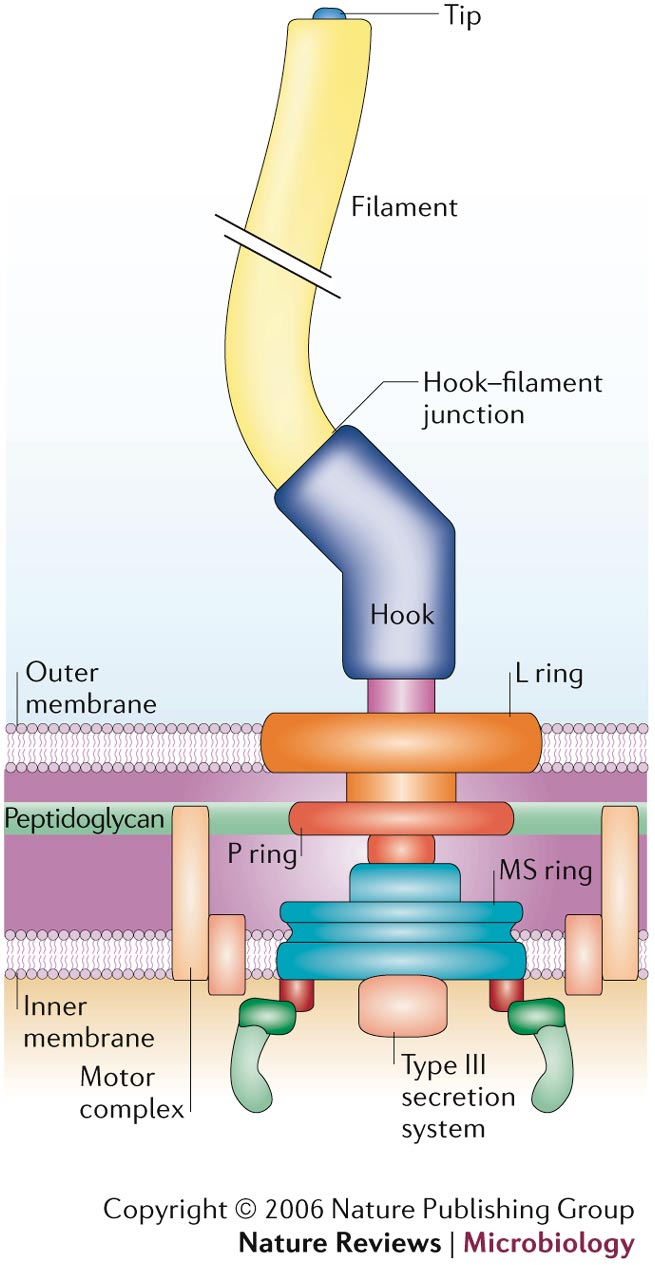 Tip
Filament
Hook–filament
junction
Hook
Outer
membrane
L ring
Peptidoglycan
P ring
MS ring
Inner
membrane
Motor
complex
Type III
secretion
system
Copyright © 2006 Nature Publishing Group
Nature Reviews | Microbiology